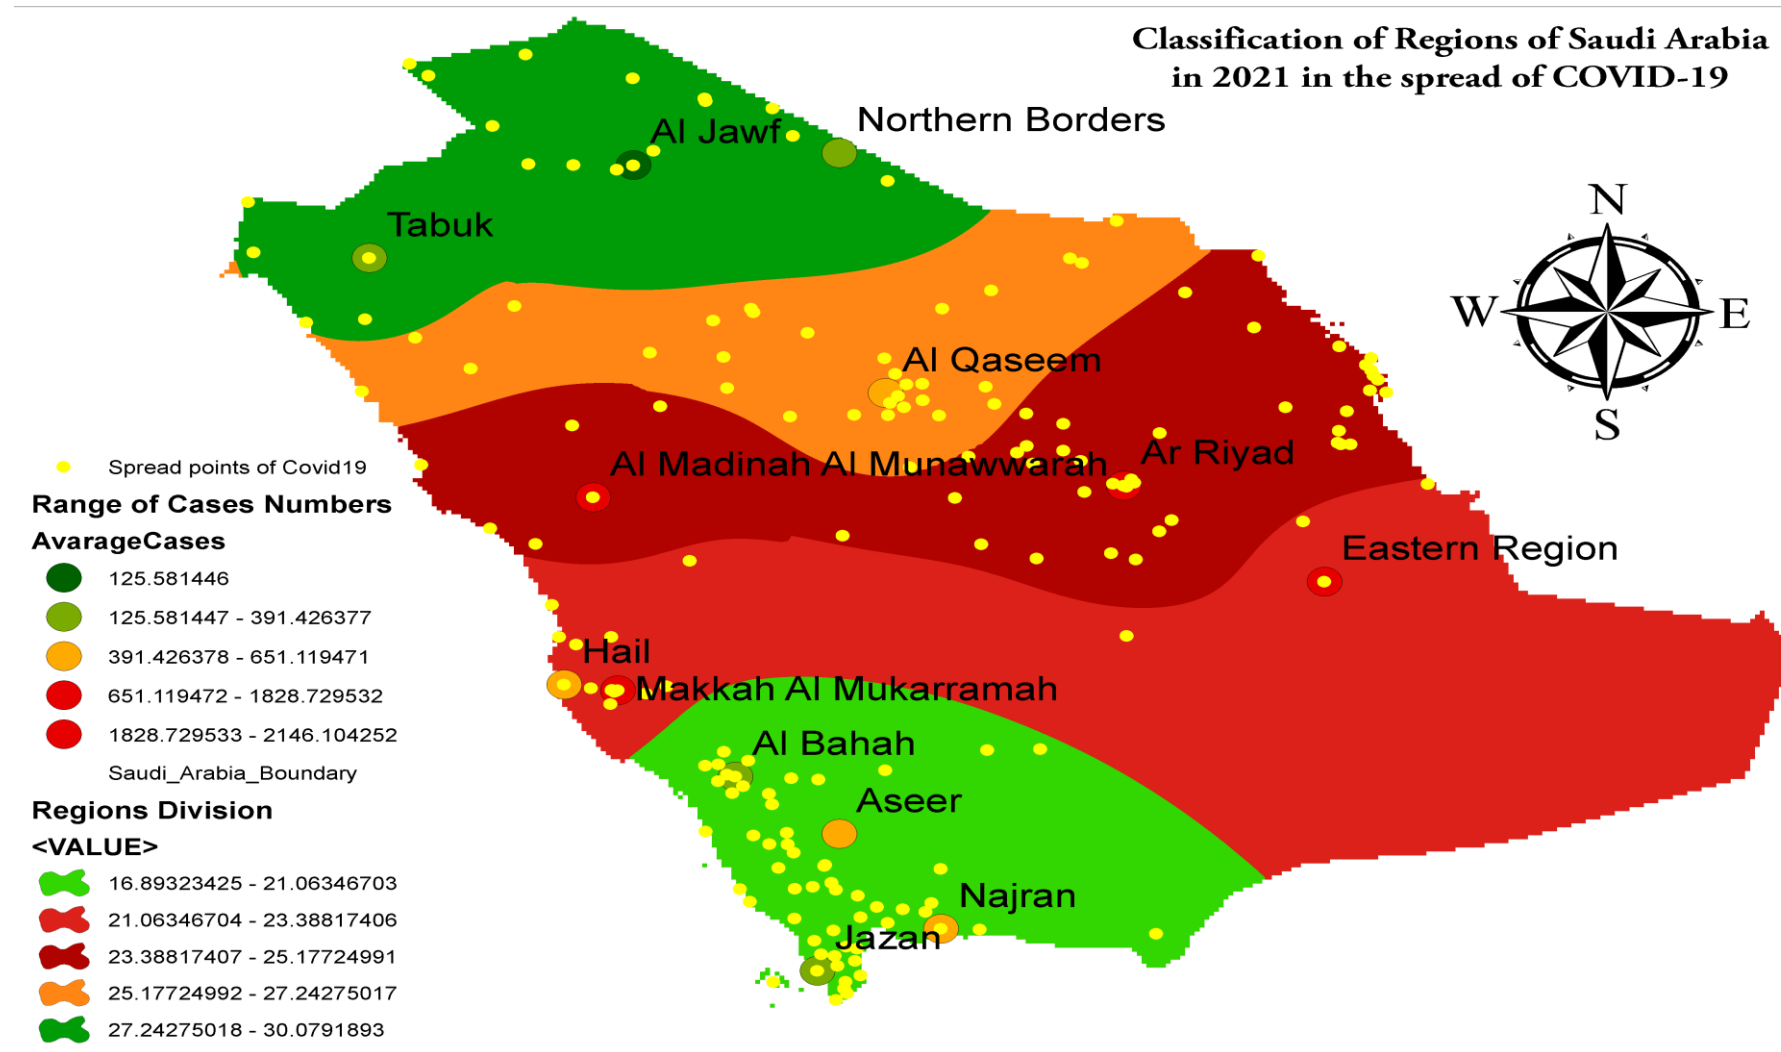 Classification of Regions of Saudi Arabia
in 2021 in the spread of COVID-19
Northern Borders
Al Jawf
Tabuk
N
W
E
S
Al Qaseem
Al Madinah Al Munawwarah
Ar Riyad
Eastern Region
Hail
Makkah Al Mukarramah
Al Bahah
Aseer
Najran
Jazan
Spread points of Covid19
Range of Cases Numbers
AvarageCases
125.581446
125.581447 - 391.426377
391.426378 - 651.119471
651.119472 - 1828.729532
1828.729533 - 2146.104252
Saudi_Arabia_Boundary
Regions Division
<VALUE>
16.89323425 - 21.06346703
21.06346704 - 23.38817406
23.38817407 - 25.17724991
25.17724992 - 27.24275017
27.24275018 - 30.0791893